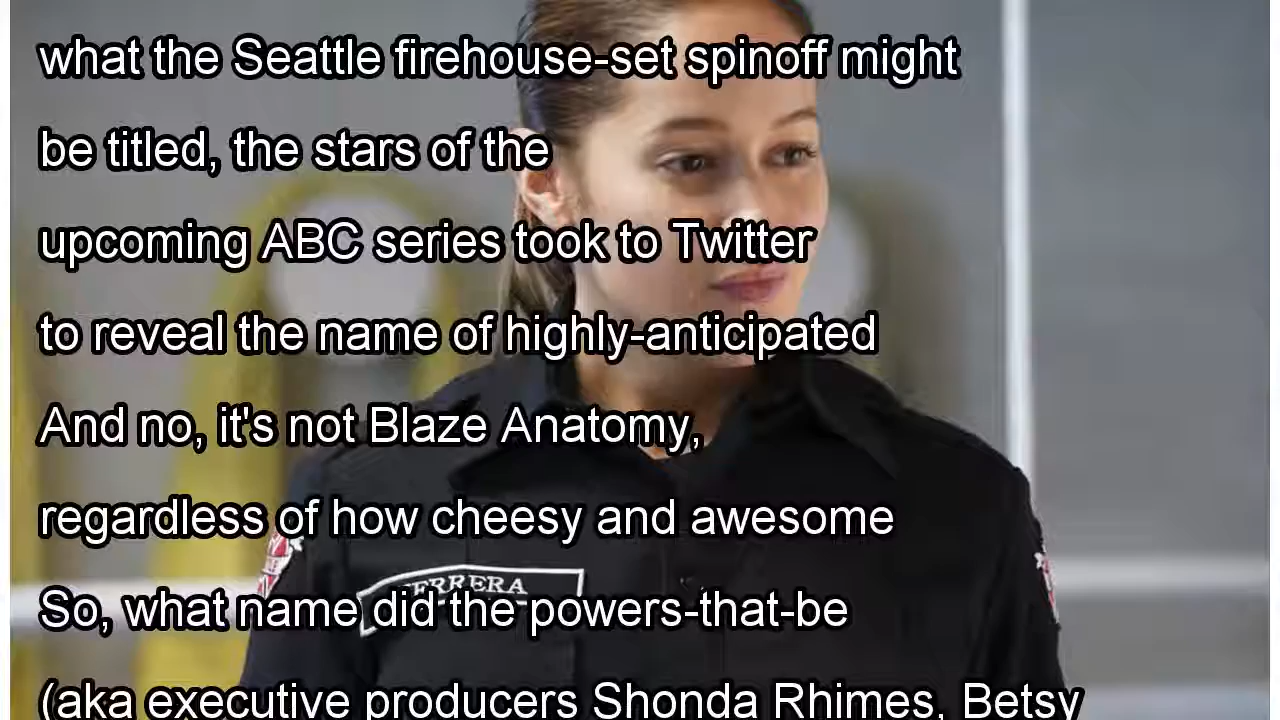 what the Seattle firehouse-set spinoff might
be titled, the stars of the
upcoming ABC series took to Twitter
to reveal the name of highly-anticipated
And no, it's not Blaze Anatomy,
regardless of how cheesy and awesome
HERRERA
So, what name did the powers-that-be
(aka executive producers Shonda Rhimes, Betsy